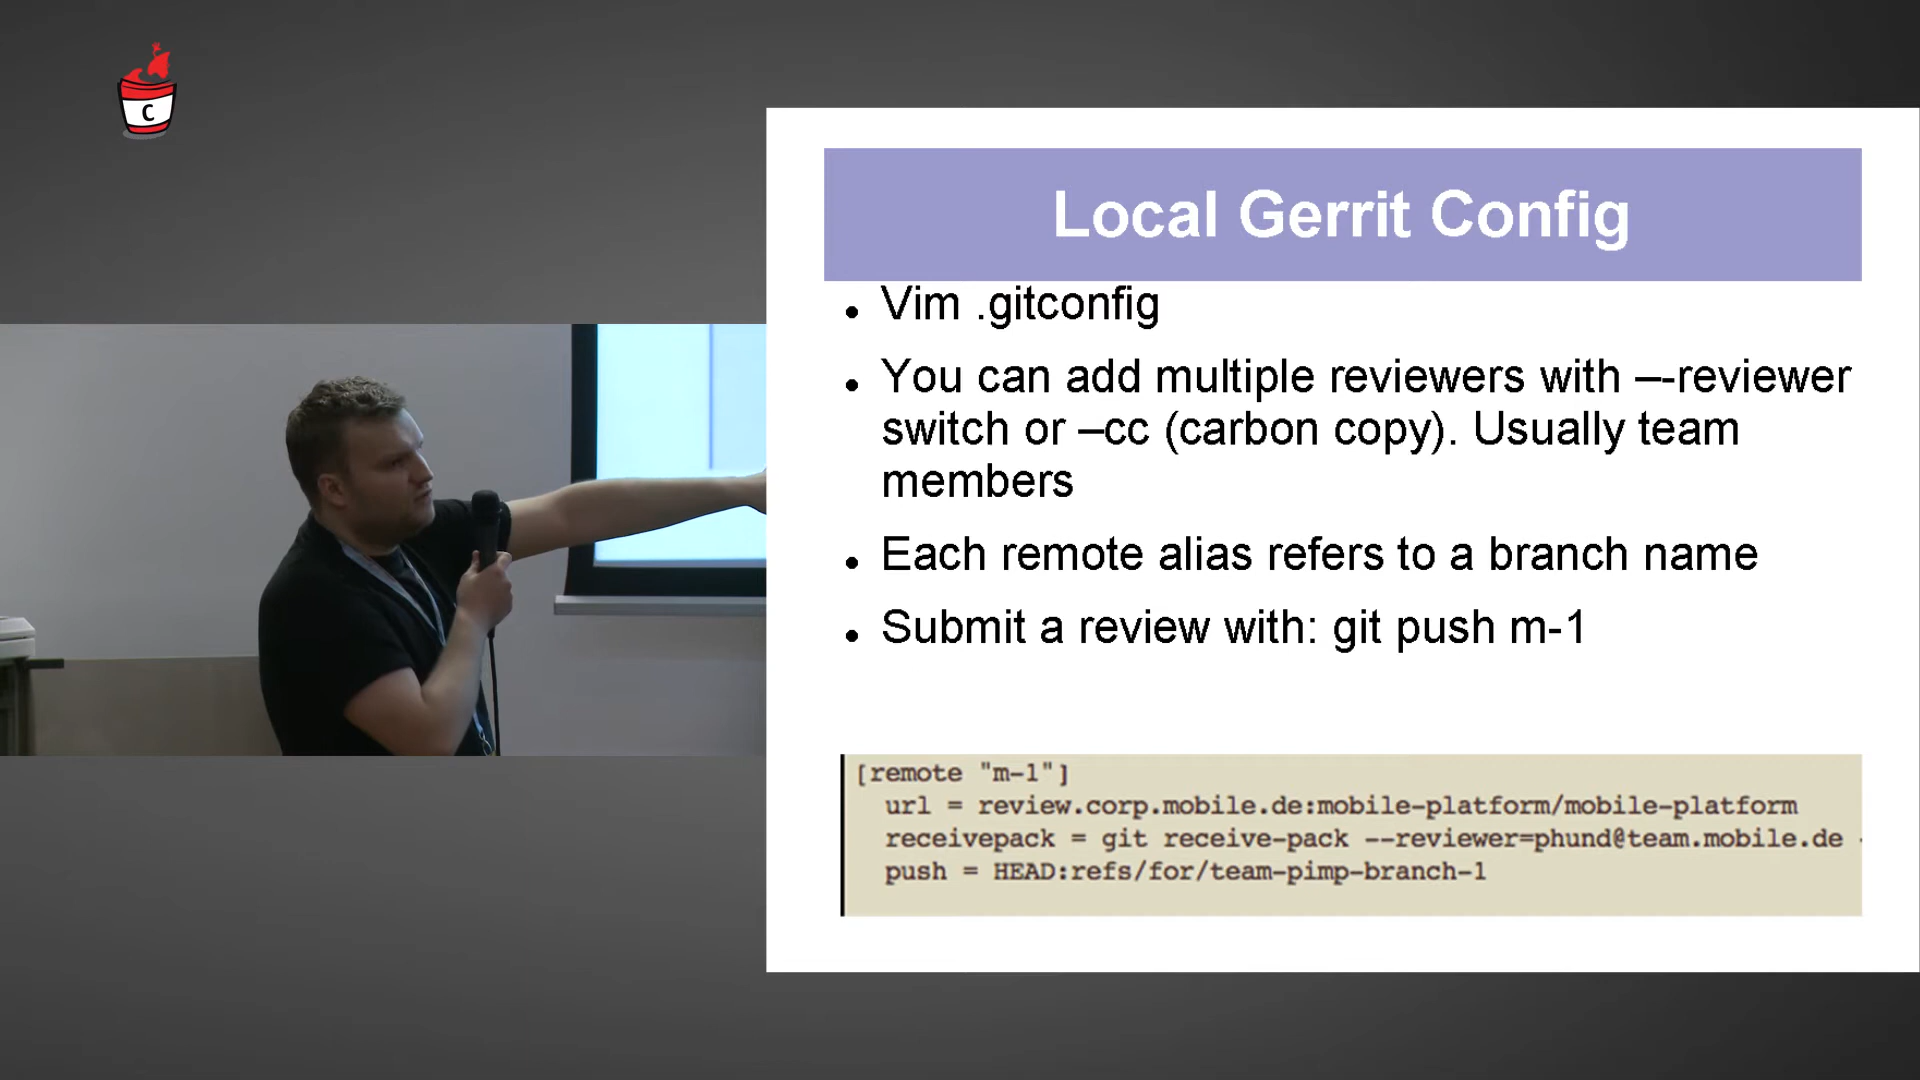 C
Local Gerrit Config
Vim .gitconfig
You can add multiple reviewers with –-reviewer
switch or –cc (carbon copy). Usually team
members
Each remote alias refers to a branch name
Submit a review with: git push m-1
[remote "m-1"]
url = review.corp.mobile.de:mobile-platform/mobile-platform
receivepack = git receive-pack --reviewer=phund@team.mobile.de -
push = HEAD:refs/for/team-pimp-branch-1